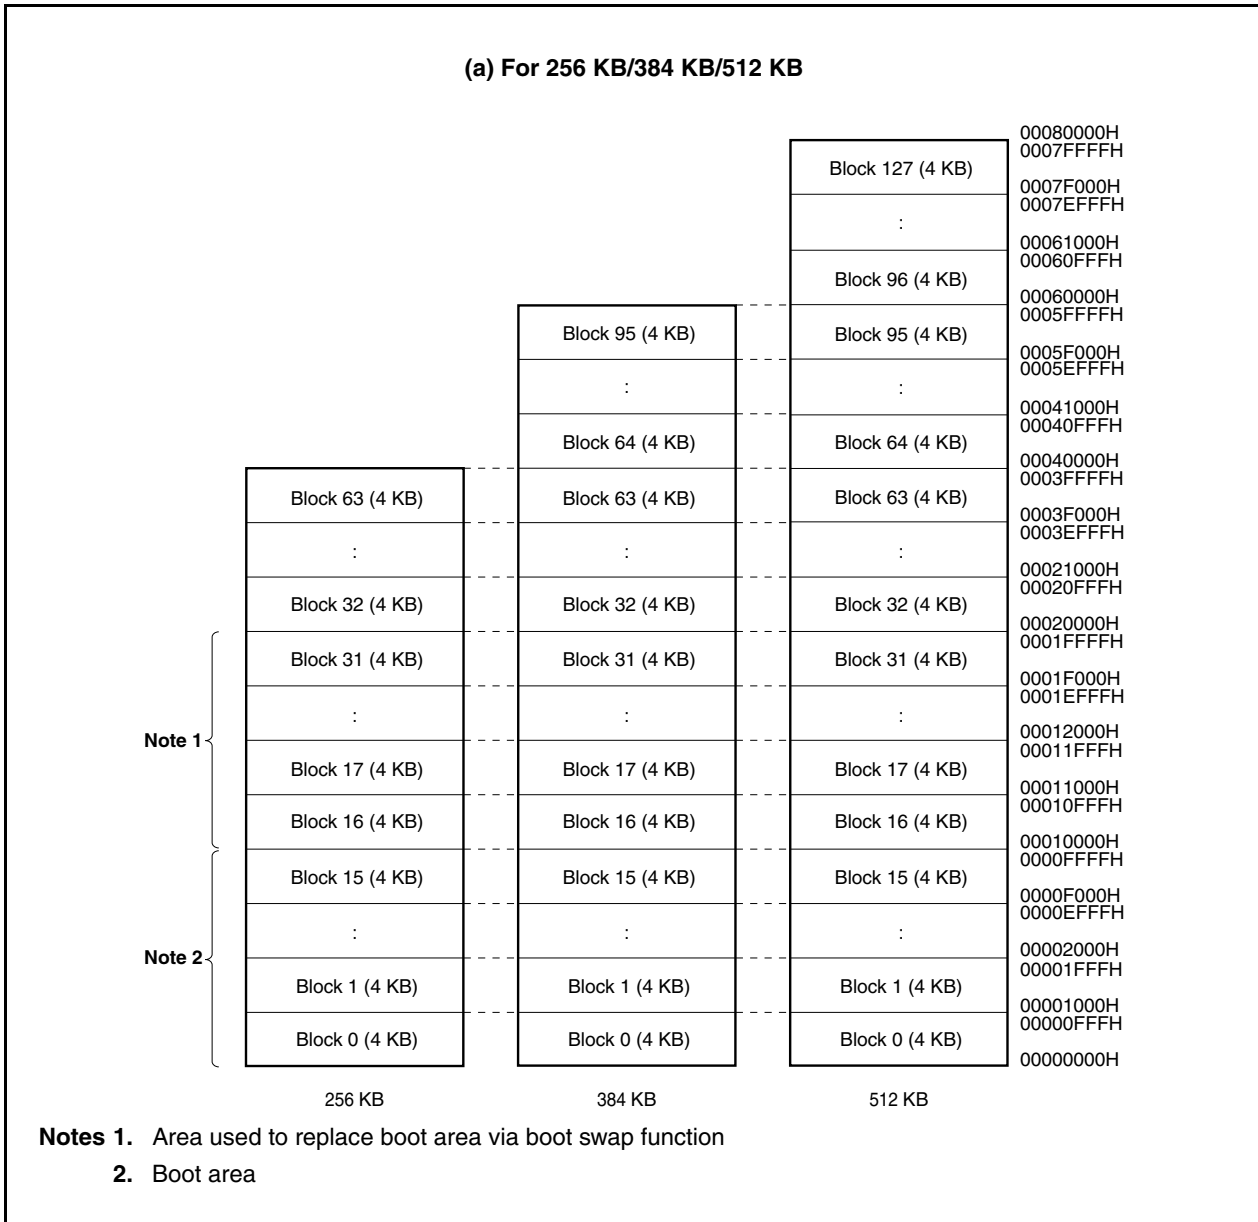 (a) For 256 KB/384 KB/512 KB
00080000H
0007FFFFH
Block 127 (4 KB)
0007F000H
0007EFFFH
:
00061000H
00060FFFH
Block 96 (4 KB)
00060000H
0005FFFFH
Block 95 (4 KB) Block 95 (4 KB)
0005F000H
0005EFFFH
: :
00041000H
00040FFFH
Block 64 (4 KB) Block 64 (4 KB)
00040000H
0003FFFFH
Block 63 (4 KB) Block 63 (4 KB) Block 63 (4 KB)
0003F000H
0003EFFFH
: : :
00021000H
00020FFFH
Block 32 (4 KB) Block 32 (4 KB) Block 32 (4 KB)
00020000H
0001FFFFH
Block 31 (4 KB) Block 31 (4 KB) Block 31 (4 KB)
0001F000H
0001EFFFH
: : :
Note 1
00012000H
00011FFFH
Block 17 (4 KB) Block 17 (4 KB) Block 17 (4 KB)
00011000H
00010FFFH
Block 16 (4 KB) Block 16 (4 KB) Block 16 (4 KB)
00010000H
0000FFFFH
Block 15 (4 KB) Block 15 (4 KB) Block 15 (4 KB)
0000F000H
0000EFFFH
: : :
Note 2
00002000H
00001FFFH
Block 1 (4 KB) Block 1 (4 KB) Block 1 (4 KB)
00001000H
00000FFFH
Block 0 (4 KB) Block 0 (4 KB) Block 0 (4 KB)
00000000H
256 KB 384 KB 512 KB
Notes 1. Area used to replace boot area via boot swap function
2. Boot area